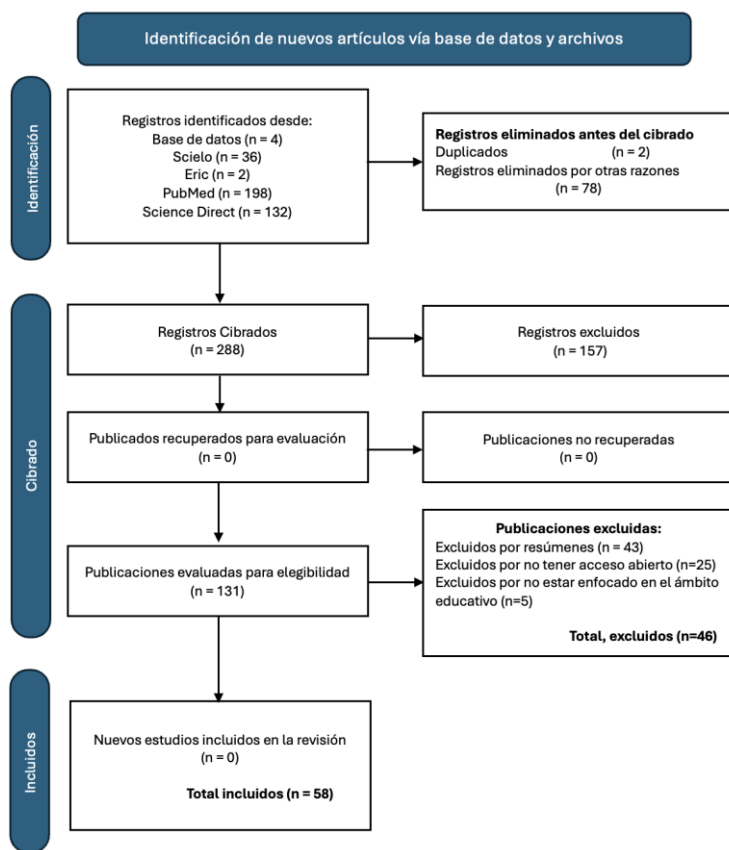 Identificación de nuevos artículos vía base de datos y archivos
Identificación
Registros identificados desde:
Base de datos (n = 4)
Scielo (n = 36)
Eric (n = 2)
PubMed (n = 198)
Science Direct (n = 132)
Registros eliminados antes del cibrado
Duplicados (n = 2)
Registros eliminados por otras razones
(n = 78)
Cibrado
Registros Cibrados
(n = 288)
Registros excluidos
(n = 157)
Publicados recuperados para evaluación
(n = 0)
Publicaciones no recuperadas
(n = 0)
Publicaciones evaluadas para elegibilidad
(n = 131)
Publicaciones excluidas:
Excluidos por resúmenes (n = 43)
Excluidos por no tener acceso abierto (n=25)
Excluidos por no estar enfocado en el ámbito
educativo (n=5)
Total, excluidos (n=46)
Incluidos
Nuevos estudios incluidos en la revisión
(n = 0)
Total incluidos (n = 58)